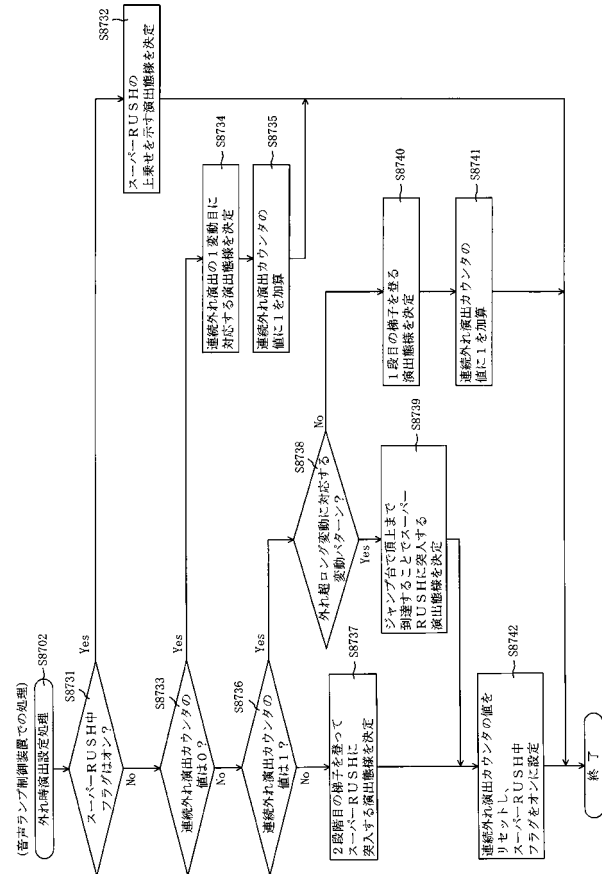 (音声ランプ制御装置での処理)
外れ時演出設定処理
S8702
S8731
スーパーRUSH中
フラグはオン?
Yes
No
S8732
スーパーRUSHの
上乗せを示す演出態様を決定
S8733
連続外れ演出カウンタの
値は0?
Yes
No
S8734
連続外れ演出の1変動目に
対応する演出態様を決定
S8735
連続外れ演出カウンタの
値に1を加算
S8736
連続外れ演出カウンタの
値は1?
Yes
No
S8738
外れ超ロング変動に対応する
変動パターン?
No
Yes
S8740
1段目の梯子を登る
演出態様を決定
S8741
連続外れ演出カウンタの
値に1を加算
S8737
2段階目の梯子を登って
スーパーRUSHに
突入する演出態様を決定
S8739
ジャンプ台で頂上まで
到達することでスーパー
RUSHに突入する
演出態様を決定
S8742
連続外れ演出カウンタの値を
リセットし、
スーパーRUSH中
フラグをオンに設定
終了